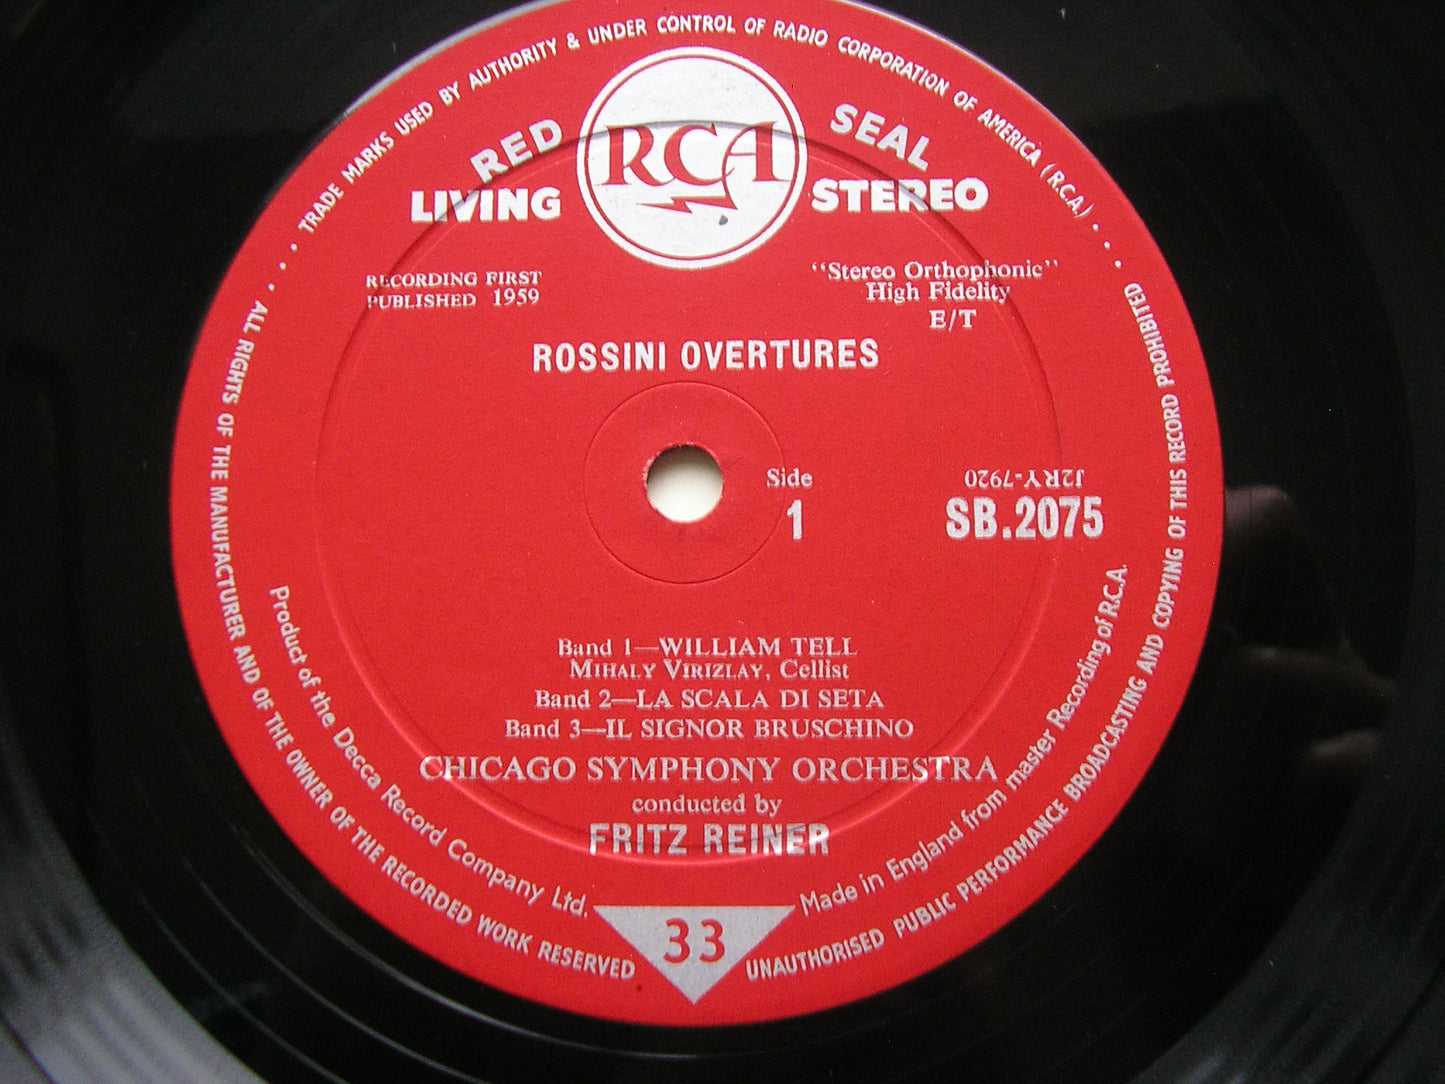 TRADE MARKS USED BY AUTHORITY & UNDER CONTROL OF RADIO CORPORATION OF AMERICA (R.C.A.)
RED RCA SEAL
LIVING STEREO
RECORDING FIRST
PUBLISHED 1959
"Stereo Orthophonic"
High Fidelity
E/T
ROSSINI OVERTURES
Side
1
J2RY-7920
SB.2075
Band 1—WILLIAM TELL
MIHALY VIRIZLAY, Cellist
Band 2—LA SCALA DI SETA
Band 3—IL SIGNOR BRUSCHINO
CHICAGO SYMPHONY ORCHESTRA
conducted by
FRITZ REINER
Product of the Decca Record Company Ltd.
Made in England from master Recording of R.C.A.
33
ALL RIGHTS OF THE MANUFACTURER AND OF THE OWNER OF THE RECORDED WORK RESERVED
UNAUTHORISED PUBLIC PERFORMANCE BROADCASTING AND COPYING OF THIS RECORD PROHIBITED